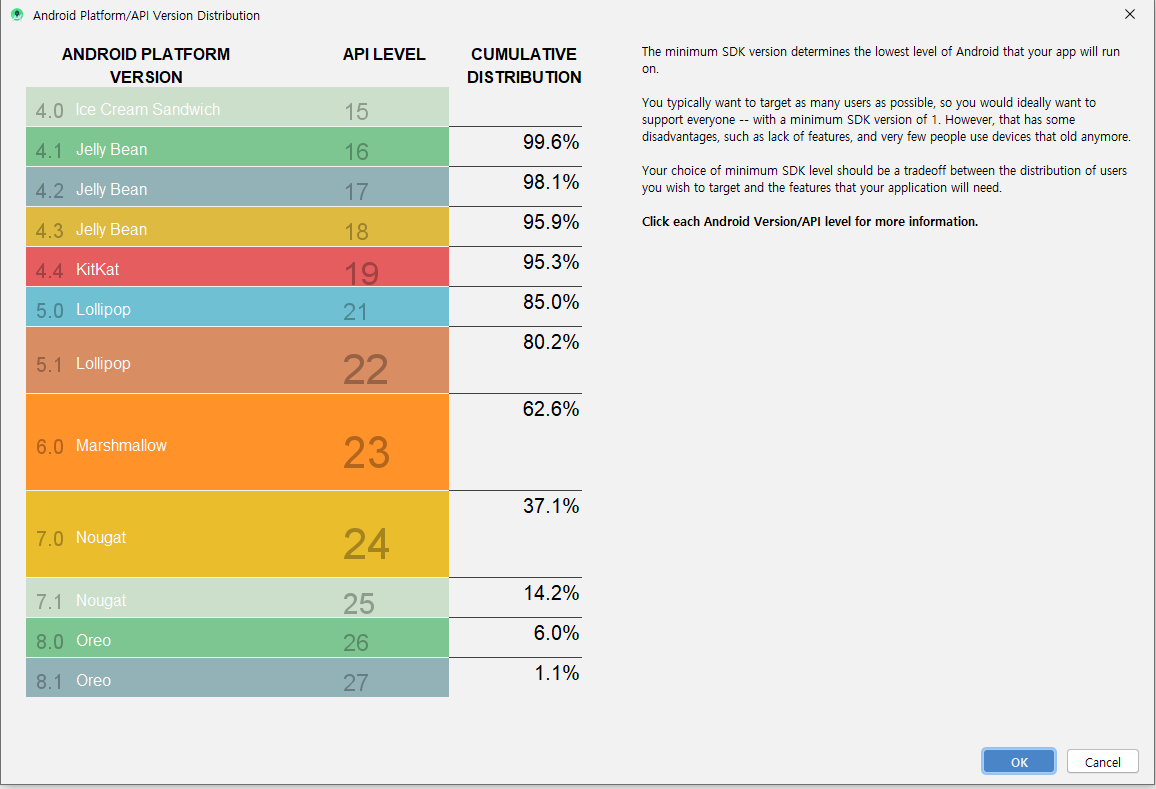 Android Platform/API Version Distribution
ANDROID PLATFORM VERSION API LEVEL CUMULATIVE DISTRIBUTION
4.0 Ice Cream Sandwich 15
99.6%
4.1 Jelly Bean 16
98.1%
4.2 Jelly Bean 17
95.9%
4.3 Jelly Bean 18
95.3%
4.4 KitKat 19
85.0%
5.0 Lollipop 21
80.2%
5.1 Lollipop 22
62.6%
6.0 Marshmallow 23
37.1%
7.0 Nougat 24
14.2%
7.1 Nougat 25
6.0%
8.0 Oreo 26
1.1%
8.1 Oreo 27
The minimum SDK version determines the lowest level of Android that your app will run
on.
You typically want to target as many users as possible, so you would ideally want to
support everyone -- with a minimum SDK version of 1. However, that has some
disadvantages, such as lack of features, and very few people use devices that old anymore.
Your choice of minimum SDK level should be a tradeoff between the distribution of users
you wish to target and the features that your application will need.
Click each Android Version/API level for more information.
OK Cancel